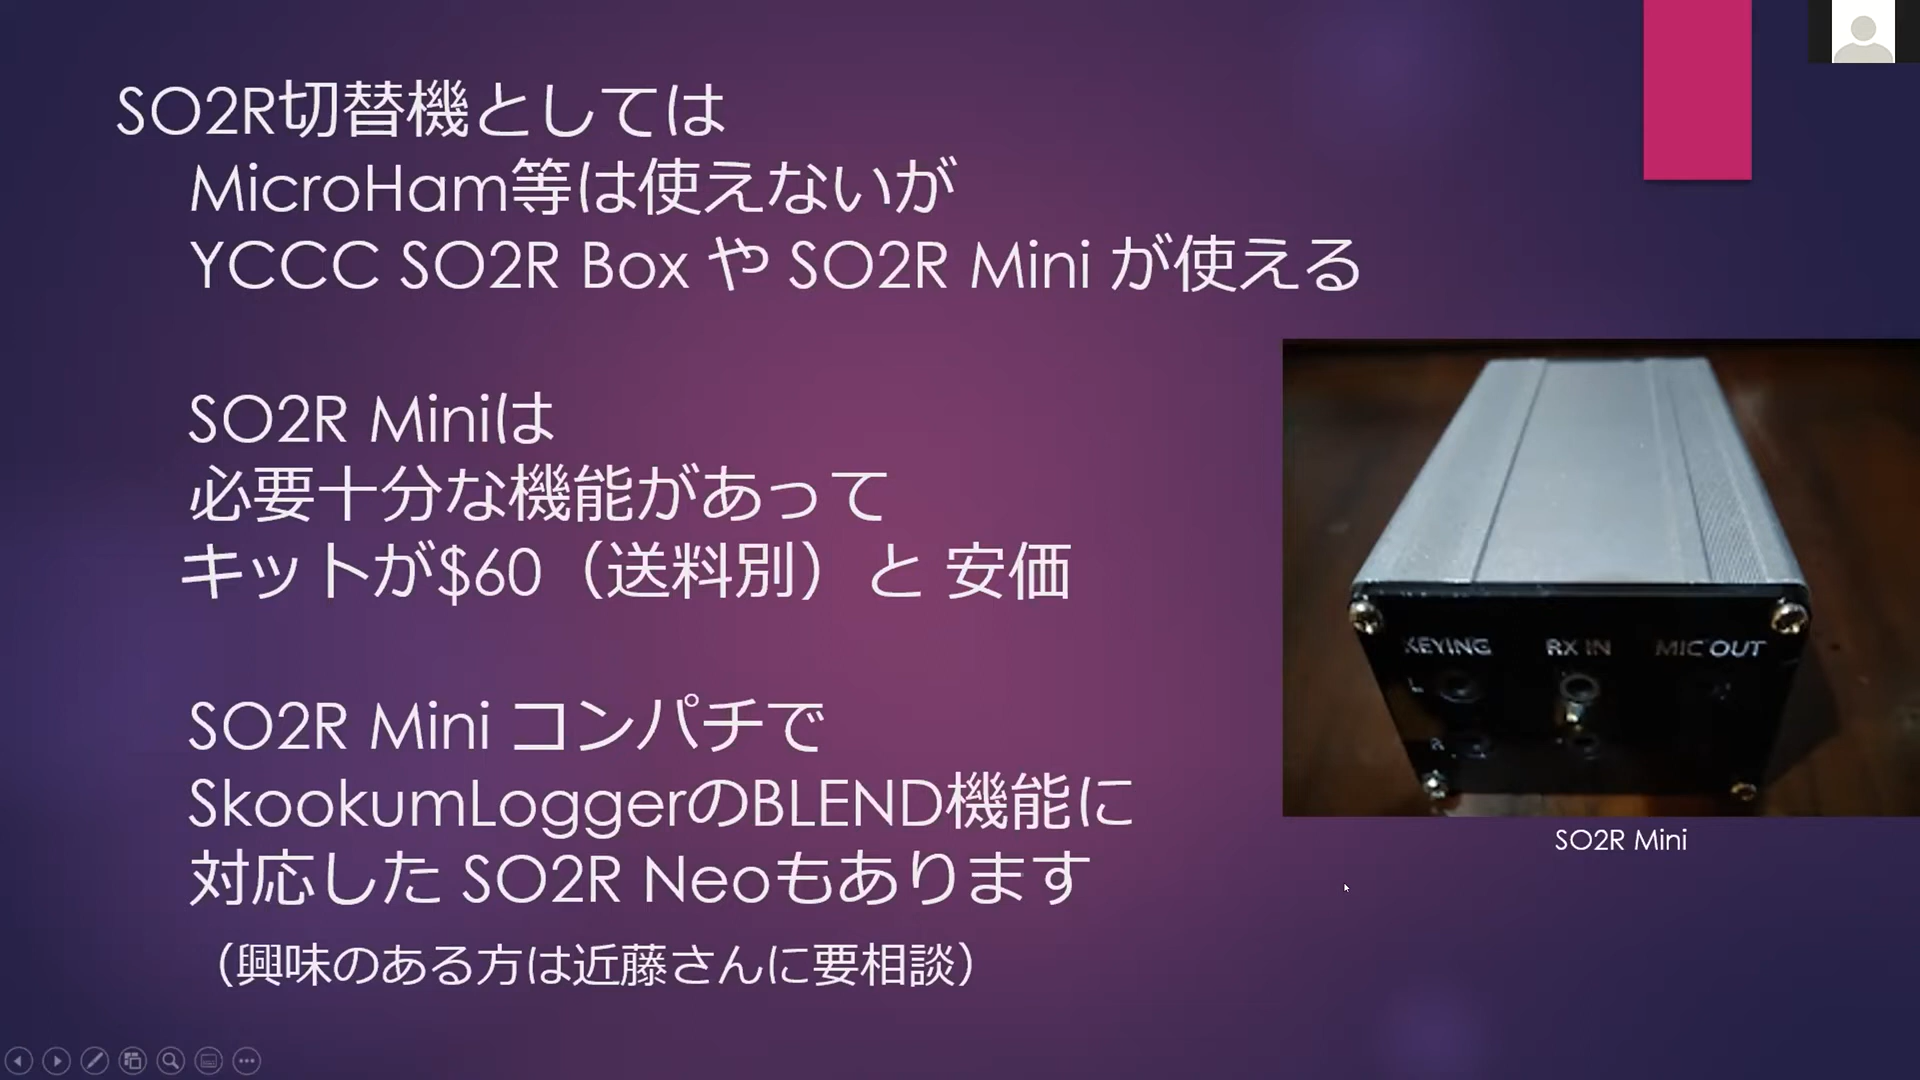 SO2R切替機としては
MicroHam等は使えないが
YCCC SO2R Box や SO2R Mini が使える
SO2R Miniは
必要十分な機能があって
キットが$60（送料別）と 安価
SO2R Mini コンパチで
SkookumLoggerのBLEND機能に
対応した SO2R Neoもあります
（興味のある方は近藤さんに要相談）
KEYING RX IN MIC OUT
L
R
SO2R Mini